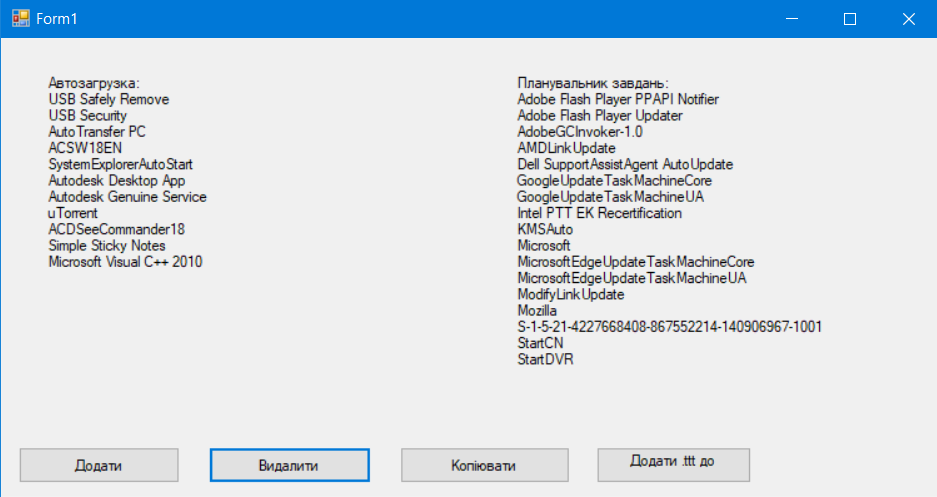 Form1
Автозагрузка:
USB Safely Remove
USB Security
AutoTransfer PC
ACSW18EN
SystemExplorerAutoStart
Autodesk Desktop App
Autodesk Genuine Service
uTorrent
ACDSeeCommander18
Simple Sticky Notes
Microsoft Visual C++ 2010
Планувальник завдань:
Adobe Flash Player PPAPI Notifier
Adobe Flash Player Updater
AdobeGCInvoker-1.0
AMDLinkUpdate
Dell SupportAssistAgent AutoUpdate
GoogleUpdateTaskMachineCore
GoogleUpdateTaskMachineUA
Intel PTT EK Recertification
KMSAuto
Microsoft
MicrosoftEdgeUpdateTaskMachineCore
MicrosoftEdgeUpdateTaskMachineUA
ModifyLinkUpdate
Mozilla
S-1-5-21-4227668408-867552214-140906967-1001
StartCN
StartDVR
Додати
Видалити
Копіювати
Додати .ttt до